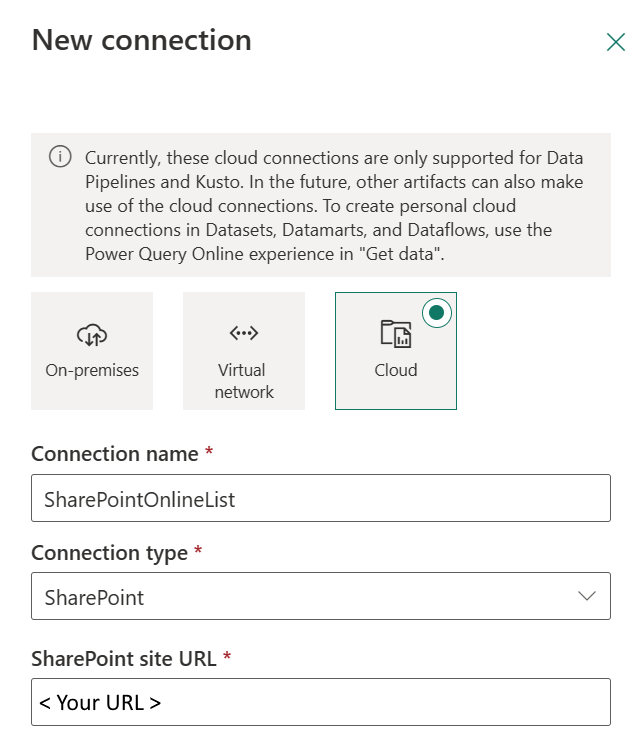 New connection
Currently, these cloud connections are only supported for Data
Pipelines and Kusto. In the future, other artifacts can also make
use of the cloud connections. To create personal cloud
connections in Datasets, Datamarts, and Dataflows, use the
Power Query Online experience in "Get data".
On-premises
Virtual
network
Cloud
Connection name *
SharePointOnlineList
Connection type *
SharePoint
SharePoint site URL *
< Your URL >